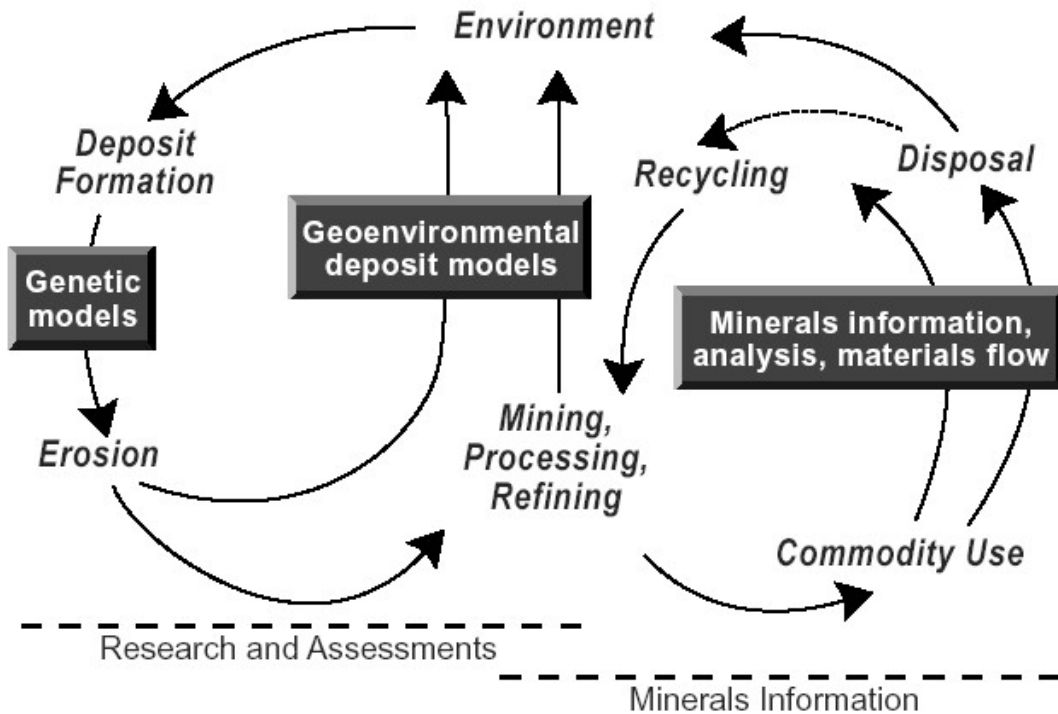 Environment
Deposit
Formation
Recycling
Disposal
Genetic
models
Geoenvironmental
deposit models
Minerals information,
analysis, materials flow
Erosion
Mining,
Processing,
Refining
Commodity Use
Research and Assessments
Minerals Information